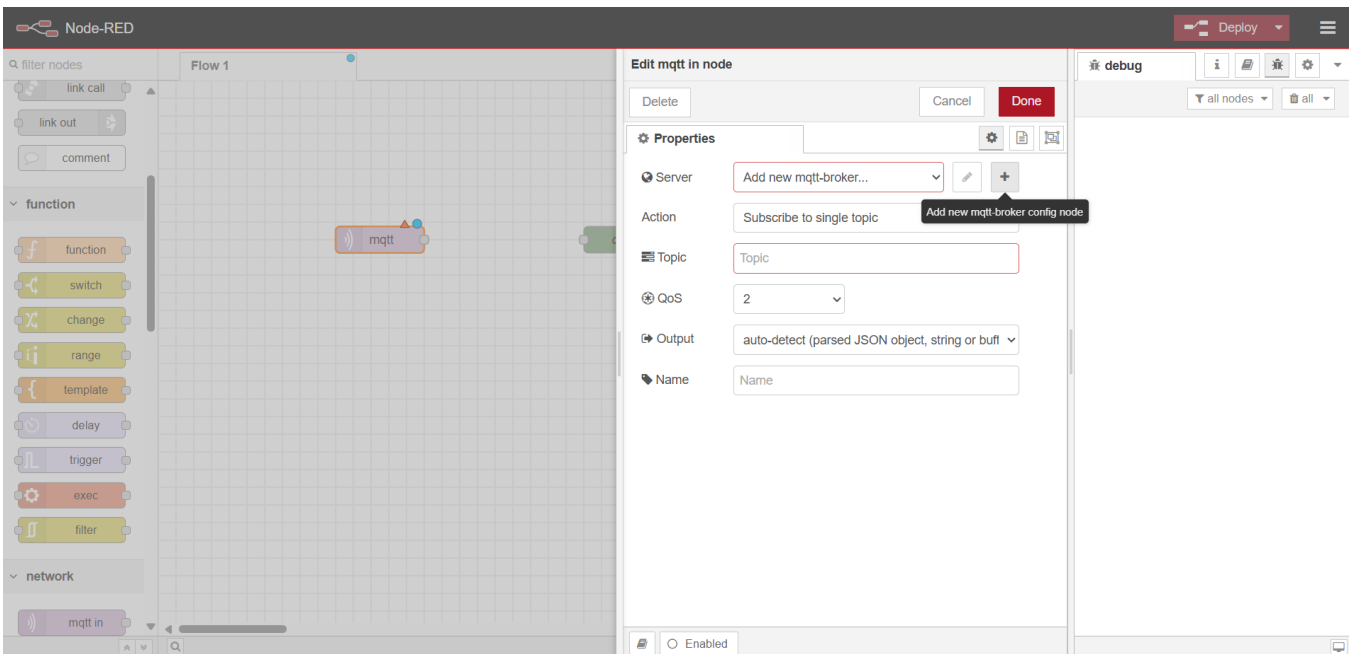 Node-RED
Deploy
filter nodes
Flow 1
link call
link out
comment
function
function
switch
change
range
template
delay
trigger
exec
filter
network
mqtt in
mqtt
Edit mqtt in node
Delete
Cancel
Done
Properties
Server
Add new mqtt-broker...
Add new mqtt-broker config node
Action
Subscribe to single topic
Topic
Topic
QoS
2
Output
auto-detect (parsed JSON object, string or buff
Name
Name
Enabled
debug
i
all nodes
all